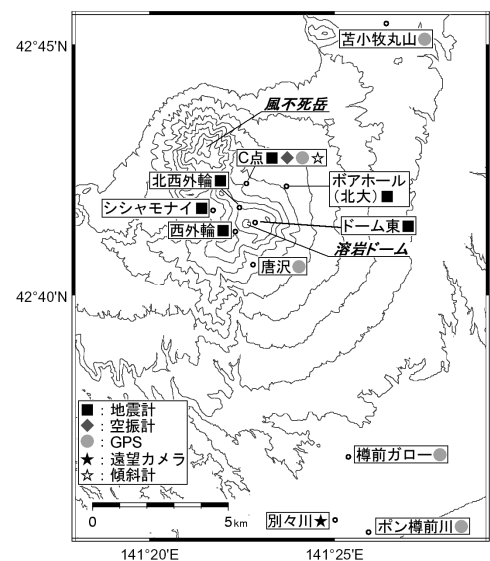 42°45'N
苫小牧丸山
風不死岳
C点■◆●☆
北西外輪■
ボアホール
（北大）■
シシャモナイ■
西外輪■
ドーム東■
溶岩ドーム
唐沢●
42°40'N
■：地震計
◆：空振計
●：GPS
★：遠望カメラ
☆：傾斜計
樽前ガロー●
0 5km
別々川★
ポン樽前川●
141°20'E
141°25'E